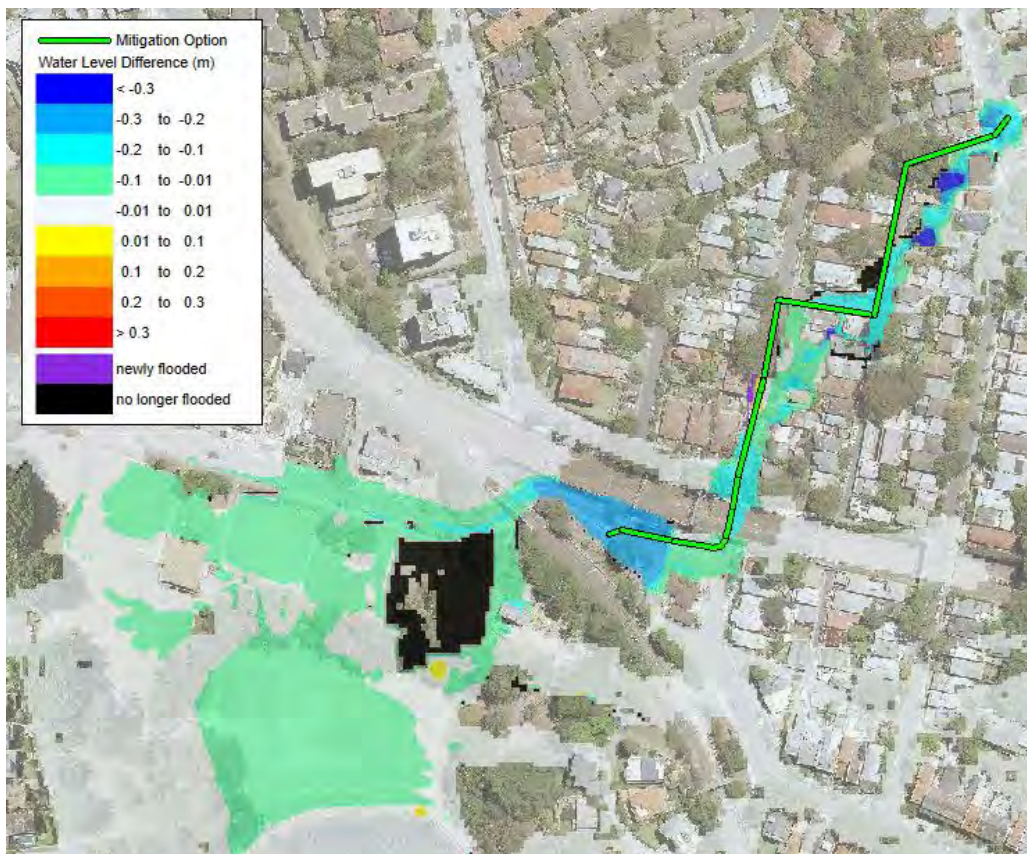 Mitigation Option
Water Level Difference (m)
< -0.3
-0.3 to -0.2
-0.2 to -0.1
-0.1 to -0.01
-0.01 to 0.01
0.01 to 0.1
0.1 to 0.2
0.2 to 0.3
> 0.3
newly flooded
no longer flooded